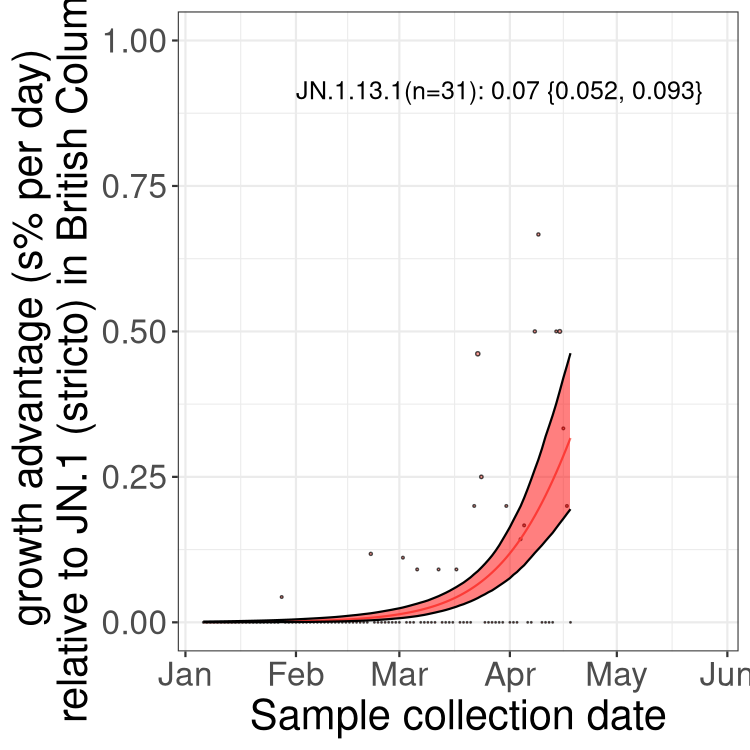 growth advantage (s% per day)
relative to JN.1 (stricto) in British Colum
1.00
0.75
0.50
0.25
0.00
JN.1.13.1(n=31): 0.07 {0.052, 0.093}
Jan Feb Mar Apr May Jun
Sample collection date